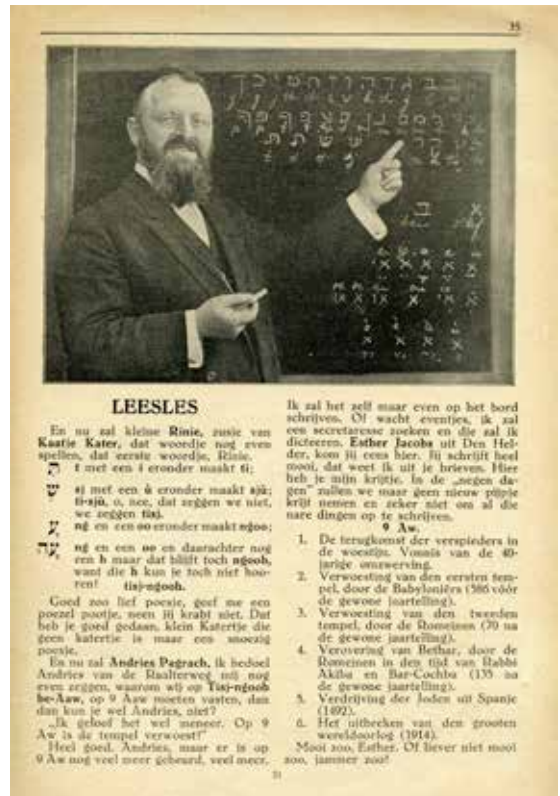 35
LEESLES
En nu zal kleine Rinie, zusje van
Kaatje Kater, dat woordje nog even
spellen, dat eerste woordje, Rinie.
t met een i eronder maakt ti;
sj met een ù eronder maakt sjù;
ti-sjù, o, nee, dat zeggen we niet,
we zeggen tisj.
ng en een oo eronder maakt ngoo;
ng en een oo en daarachter nog
een h maar dat blijft toch ngooh,
want die h kun je toch niet hoo-
ren! tisj-ngooh.
Goed zoo lief poesie, geef me een
poezel pootje, neen jij krabt niet. Dat
heb je goed gedaan, klein Katertje die
geen katertje is maar een snoezig
poesje.
En nu zal Andries Pagrach, ik bedoel
Andries van de Raalterweg mij nog
even zeggen, waarom wij op Tisj-ngooh
be-Aaw, op 9 Aaw moeten vasten, dan
dan kun je wel Andries, niet?
„Ik geloof het wel meneer. Op 9
Aw is de tempel verwoest!”
Heel goed, Andries, maar er is op
9 Aw nog veel meer gebeurd, veel meer.
Ik zal het zelf maar even op het bord
schrijven. Of wacht eventjes, ik zal
een secretaresse zoeken en die zal ik
dicteeren. Esther Jacobs uit Den Hel-
der, kom jij eens hier. Jij schrijft heel
mooi, dat weet ik uit je brieven. Hier
heb je mijn krijtje. In de „negen da-
gen” zullen we maar geen nieuw pijpje
krijt nemen en zeker niet om al die
nare dingen op te schrijven.
9 Aw.
1. De terugkomst der verspieders in
de woestijn. Vonnis van de 40-
jarige omzwerving.
2. Verwoesting van den eersten tem-
pel, door de Babyloniërs (586 vóór
de gewone jaartelling).
3. Verwoesting van den tweeden
tempel, door de Romeinen (70 na
de gewone jaartelling).
4. Verovering van Bethar, door de
Romeinen in den tijd van Rabbi
Akiba en Bar-Cochba (135 na
de gewone jaartelling).
5. Verdrijving der Joden uit Spanje
(1492).
6. Het uitbreken van den grooten
wereldoorlog (1914).
Mooi zoo, Esther. Of liever niet mooi
zoo, jammer zoo!